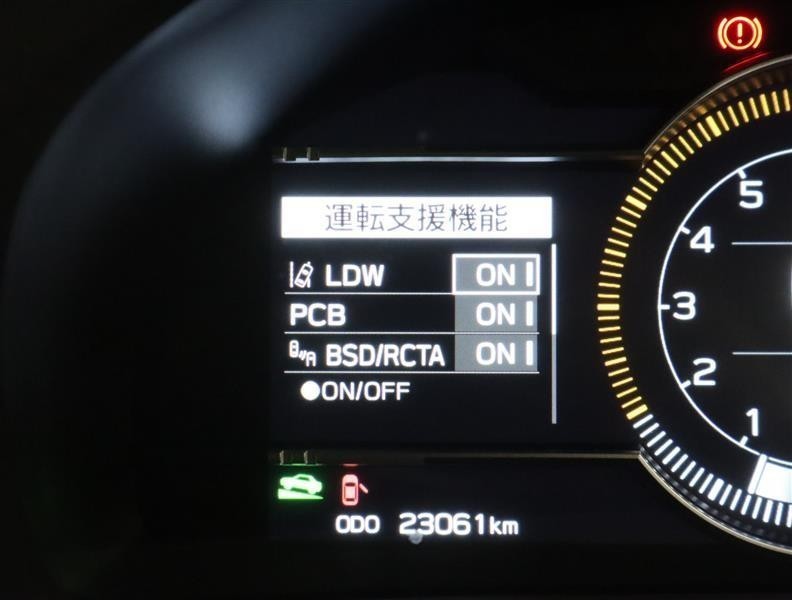 運転支援機能
LDW ON
PCB ON
BSD/RCTA ON
●ON/OFF
ODO 23061km
5
4
3
2
1